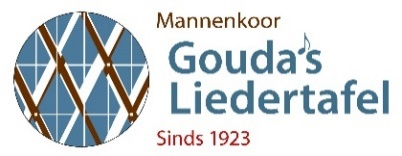 Mannenkoor
Gouda's
Liedertafel
Sinds 1923